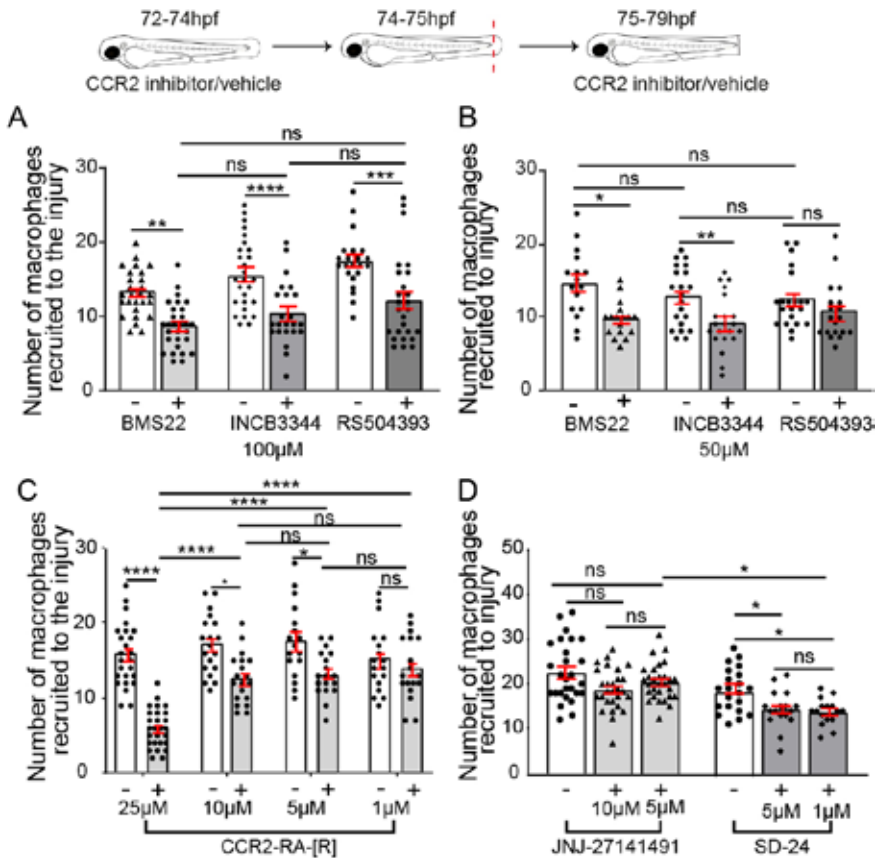 72-74hpf 74-75hpf 75-79hpf
CCR2 inhibitor/vehicle CCR2 inhibitor/vehicle
A
Number of macrophages
recruited to the injury
30
20
10
0
ns
ns ns
** **** ***
- + - + - +
BMS22 INCB3344 RS504393
100µM
B
Number of macrophages
recruited to the injury
30
20
10
0
ns
ns
* ns ns
**
- + - + - +
BMS22 INCB3344 RS504393
50µM
C
Number of macrophages
recruited to the injury
30
20
10
0
****
****
ns
**** ns
**** * * ns
ns
- + - + - + - +
25µM 10µM 5µM 1µM
CCR2-RA-[R]
D
Number of macrophages
recruited to injury
50
40
30
20
10
0
ns *
ns *
ns *
ns
- + + - + +
10µM 5µM 5µM 1µM
JNJ-27141491 SD-24